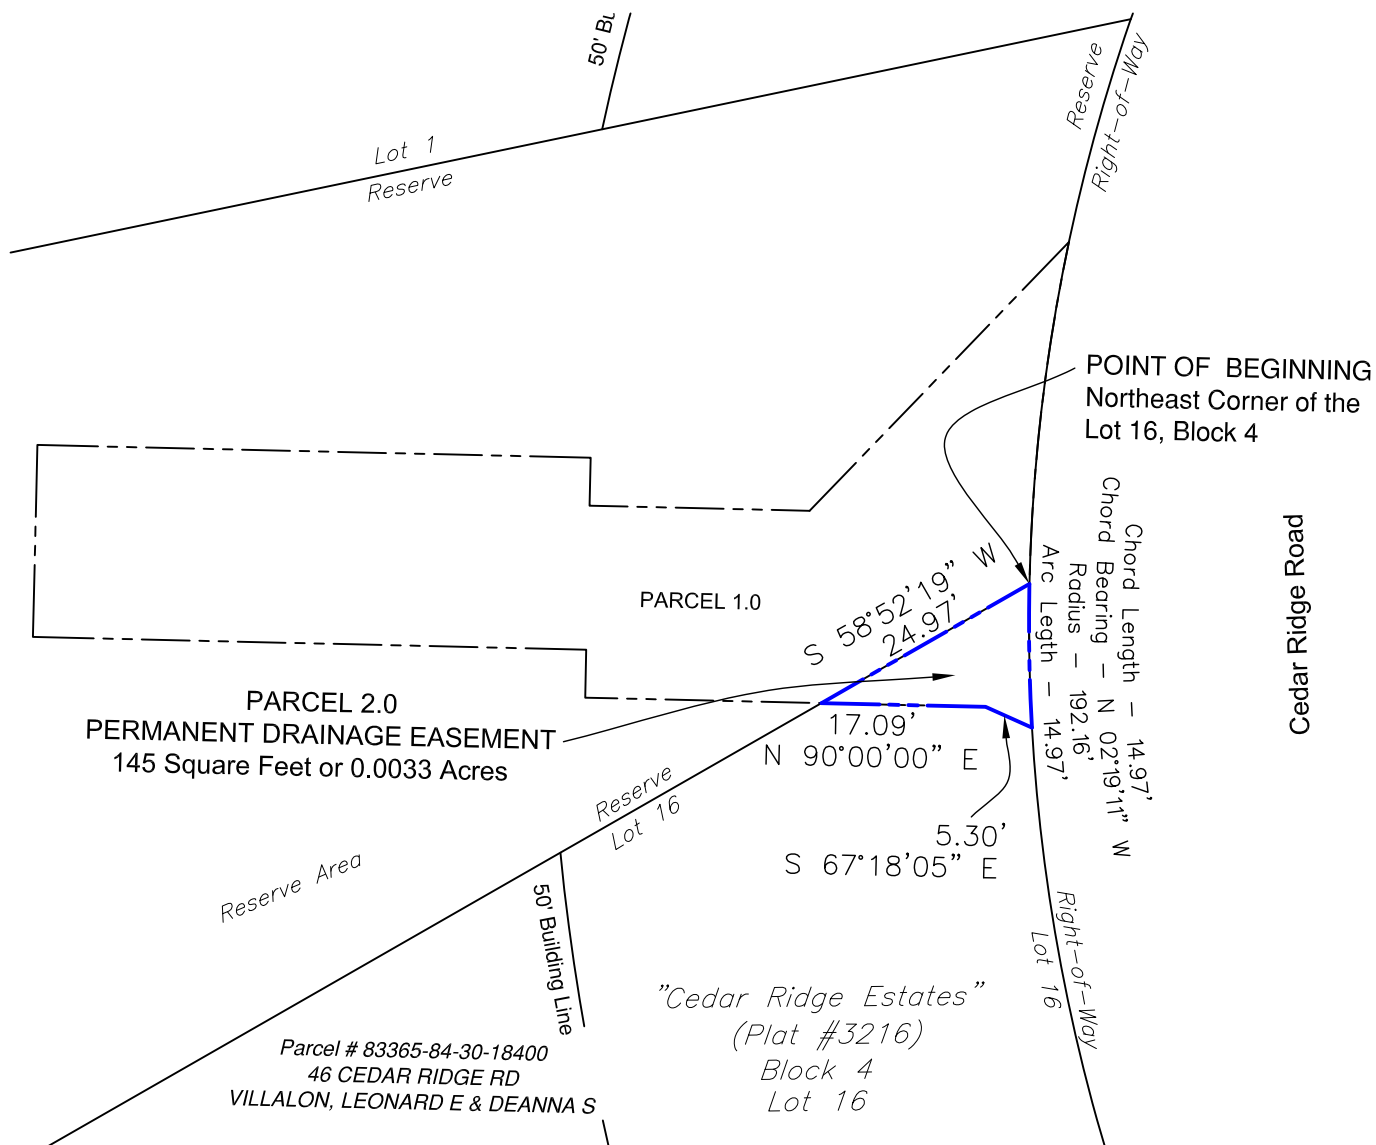 50' Bu
Lot 1
Reserve
Reserve
Right-of-Way
POINT OF BEGINNING
Northeast Corner of the
Lot 16, Block 4
Chord Length - 14.97'
Chord Bearing - N 02°19'11" W
Radius - 192.16'
Arc Legth - 14.97'
Cedar Ridge Road
S 58°52'19" W
24.97'
PARCEL 1.0
PARCEL 2.0
PERMANENT DRAINAGE EASEMENT
145 Square Feet or 0.0033 Acres
17.09'
N 90°00'00" E
5.30'
S 67°18'05" E
Reserve
Lot 16
Reserve Area
50' Building Line
Right-of-Way
Lot 16
"Cedar Ridge Estates"
(Plat #3216)
Block 4
Lot 16
Parcel # 83365-84-30-18400
46 CEDAR RIDGE RD
VILLALON, LEONARD E & DEANNA S